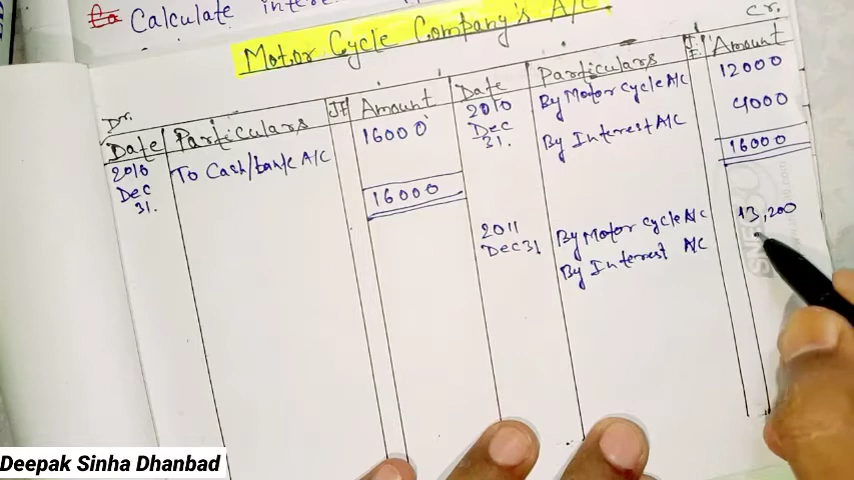 Calculate
Motor Cycle Company's A/C
Dr.
Cr.
Date Particulars J.F. Amount Date Particulars J.F. Amount
2010 Dec 31. To Cash/bank A/C 16000 2010 Dec 31. By Motor Cycle A/C 12000
By Interest A/C 4000
16000 16000
2011 Dec 31 By Motor Cycle A/C 13,200
By Interest A/C
Deepak Sinha Dhanbad